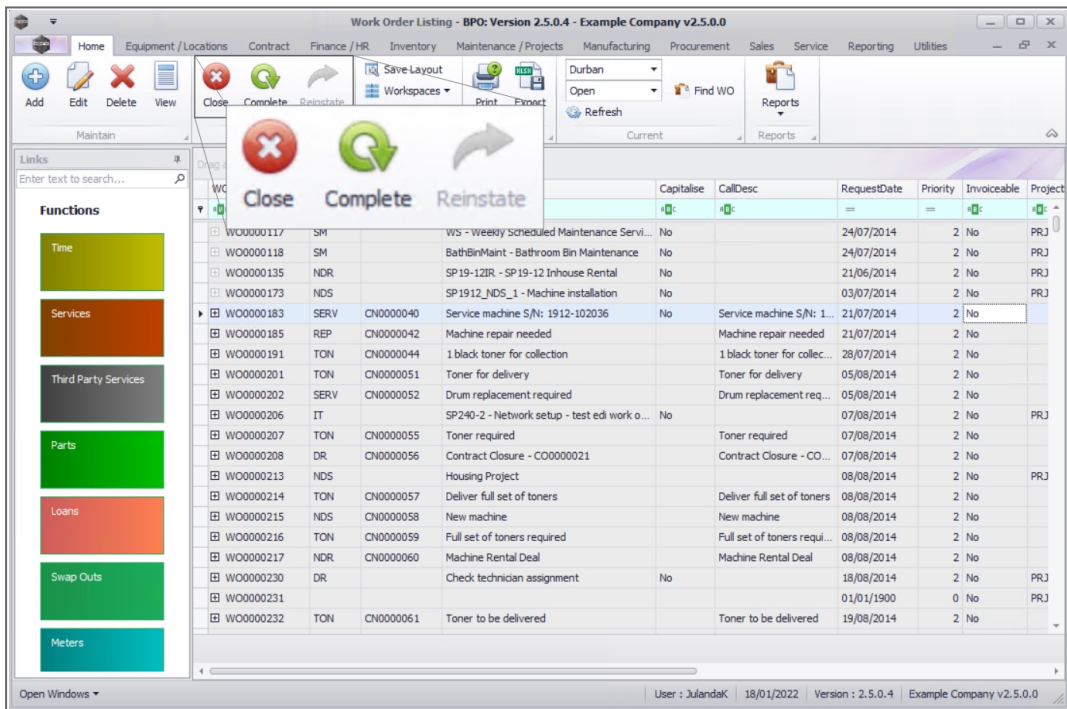 Work Order Listing - BPO: Version 2.5.0.4 - Example Company v2.5.0.0
Home Equipment / Locations Contract Finance / HR Inventory Maintenance / Projects Manufacturing Procurement Sales Service Reporting Utilities
Add Edit Delete View Close Complete Reinstate Save Layout Workspaces Print Export Durban Open Refresh Find WO Reports
Maintain Current Reports
Close Complete Reinstate
Links
Enter text to search...
Functions
Time
Services
Third Party Services
Parts
Loans
Swap Outs
Meters
Capitalise CallDesc RequestDate Priority Invoiceable Project
WO0000117 SM WS - Weekly Scheduled Maintenance Servi... No 24/07/2014 2 No PRJ
WO0000118 SM BathBinMaint - Bathroom Bin Maintenance No 24/07/2014 2 No PRJ
WO0000135 NDR SP19-12IR - SP19-12 Inhouse Rental No 21/06/2014 2 No PRJ
WO0000173 NDS SP1912_NDS_1 - Machine installation No 03/07/2014 2 No PRJ
WO0000183 SERV CN0000040 Service machine S/N: 1912-102036 No Service machine S/N: 1... 21/07/2014 2 No
WO0000185 REP CN0000042 Machine repair needed Machine repair needed 21/07/2014 2 No
WO0000191 TON CN0000044 1 black toner for collection 1 black toner for collec... 28/07/2014 2 No
WO0000201 TON CN0000051 Toner for delivery Toner for delivery 05/08/2014 2 No
WO0000202 SERV CN0000052 Drum replacement required Drum replacement req... 05/08/2014 2 No
WO0000206 IT SP240-2 - Network setup - test edi work o... No 07/08/2014 2 No PRJ
WO0000207 TON CN0000055 Toner required Toner required 07/08/2014 2 No
WO0000208 DR CN0000056 Contract Closure - CO0000021 Contract Closure - CO... 07/08/2014 2 No
WO0000213 NDS Housing Project 08/08/2014 2 No PRJ
WO0000214 TON CN0000057 Deliver full set of toners Deliver full set of toners 08/08/2014 2 No
WO0000215 NDS CN0000058 New machine New machine 08/08/2014 2 No
WO0000216 TON CN0000059 Full set of toners required Full set of toners requi... 08/08/2014 2 No
WO0000217 NDR CN0000060 Machine Rental Deal Machine Rental Deal 08/08/2014 2 No
WO0000230 DR Check technician assignment No 18/08/2014 2 No PRJ
WO0000231 01/01/1900 0 No PRJ
WO0000232 TON CN0000061 Toner to be delivered Toner to be delivered 19/08/2014 2 No
Open Windows User : JulandaK 18/01/2022 Version : 2.5.0.4 Example Company v2.5.0.0